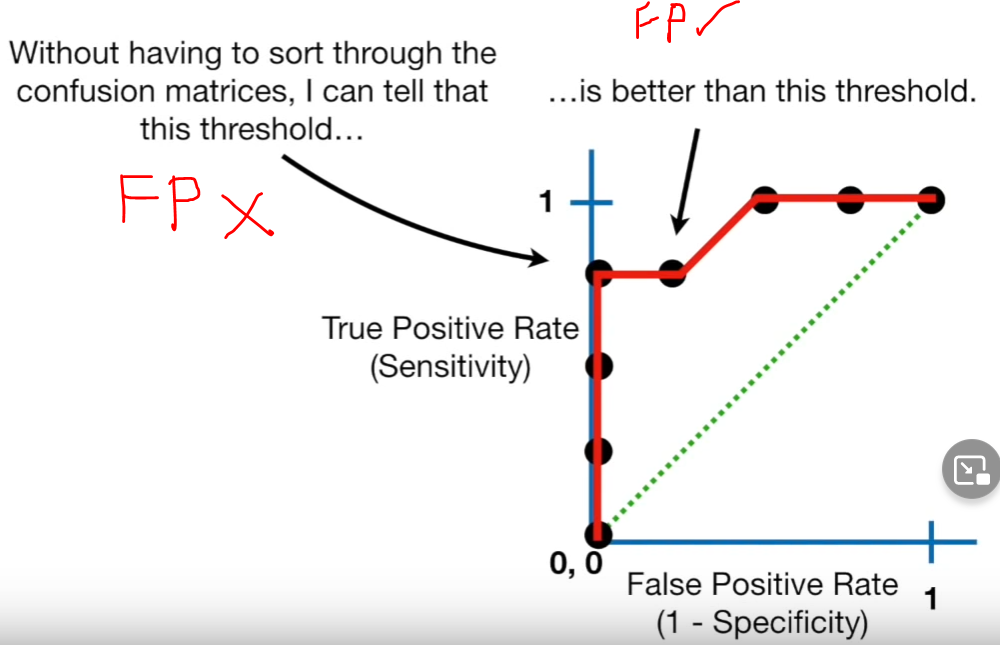 FP✓
Without having to sort through the
confusion matrices, I can tell that
this threshold…
…is better than this threshold.
FP X
1
True Positive Rate
(Sensitivity)
0, 0
False Positive Rate
(1 - Specificity)
1